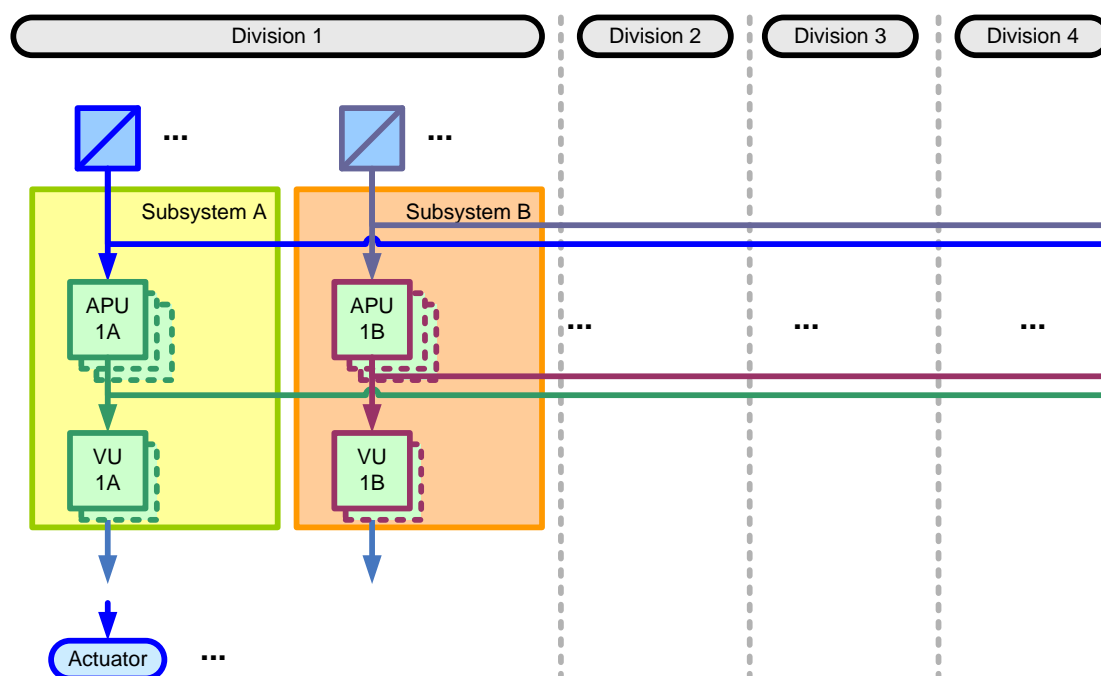 Division 1
Division 2
Division 3
Division 4
...
...
Subsystem A
Subsystem B
APU
1A
APU
1B
...
...
...
VU
1A
VU
1B
Actuator
...